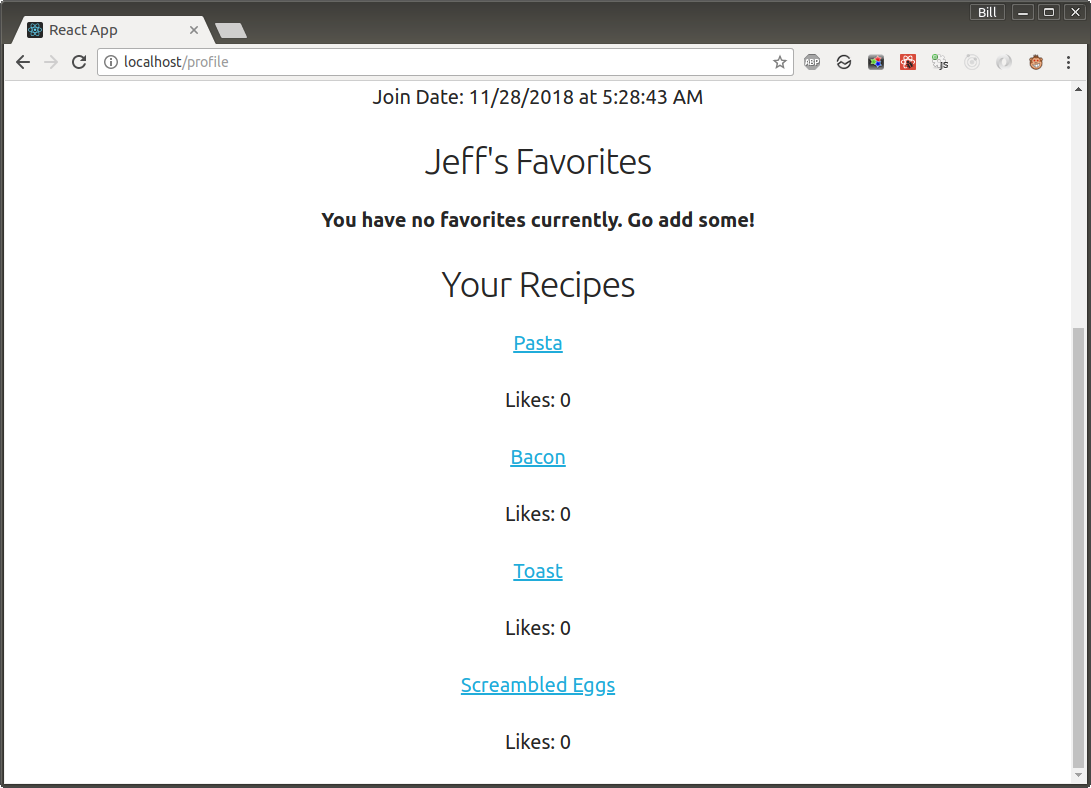 Bill
React App
localhost/profile
ABP
JS
Join Date: 11/28/2018 at 5:28:43 AM
Jeff's Favorites
You have no favorites currently. Go add some!
Your Recipes
Pasta
Likes: 0
Bacon
Likes: 0
Toast
Likes: 0
Screambled Eggs
Likes: 0